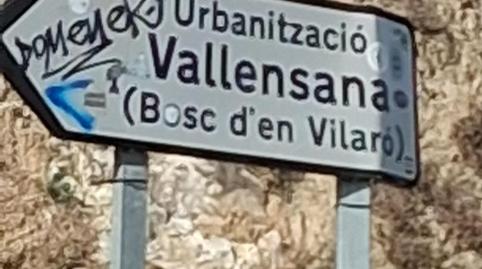 Urbanització
Vallensana
(Bosc d'en Vilaró)